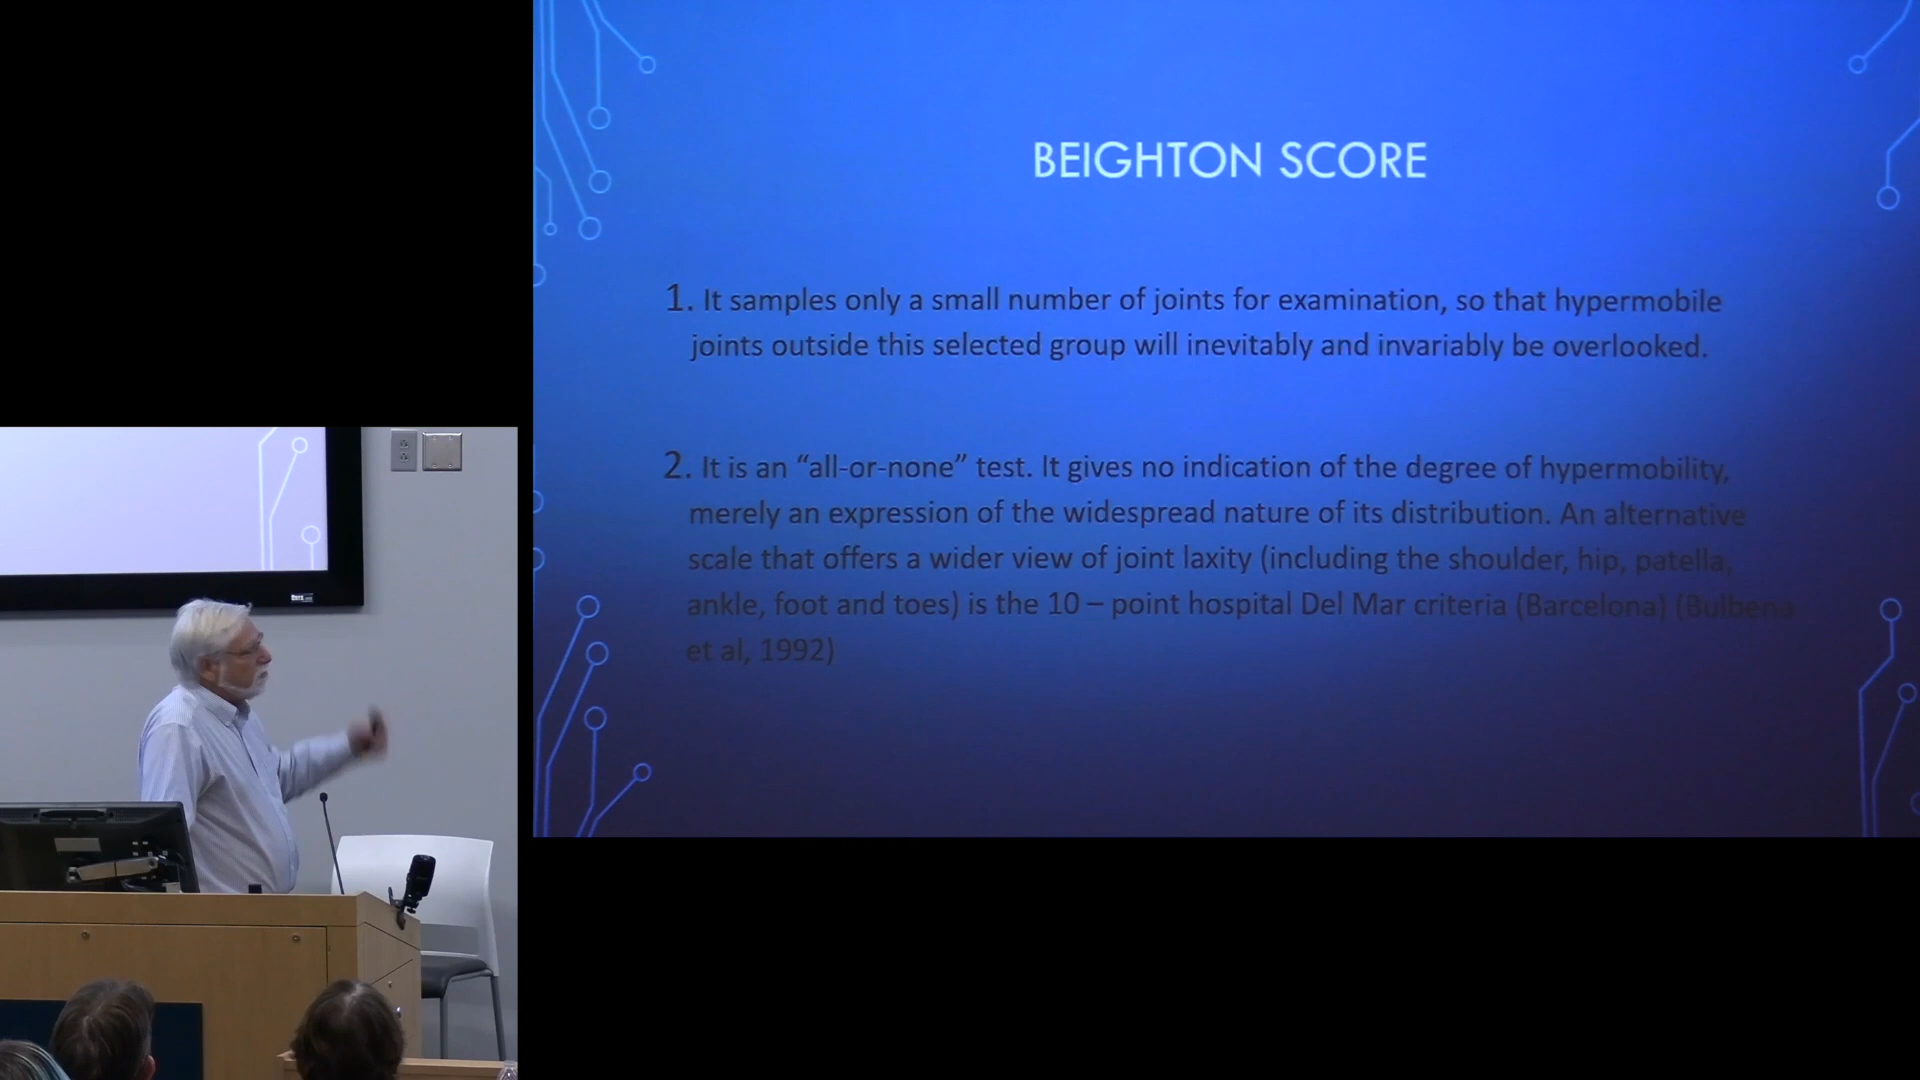 BEIGHTON SCORE
1. It samples only a small number of joints for examination, so that hypermobile
joints outside this selected group will inevitably and invariably be overlooked.
2. It is an “all-or-none” test. It gives no indication of the degree of hypermobility,
merely an expression of the widespread nature of its distribution. An alternative
scale that offers a wider view of joint laxity (including the shoulder, hip, patella,
ankle, foot and toes) is the 10 – point hospital Del Mar criteria (Barcelona) (Bulbena
et al, 1992)